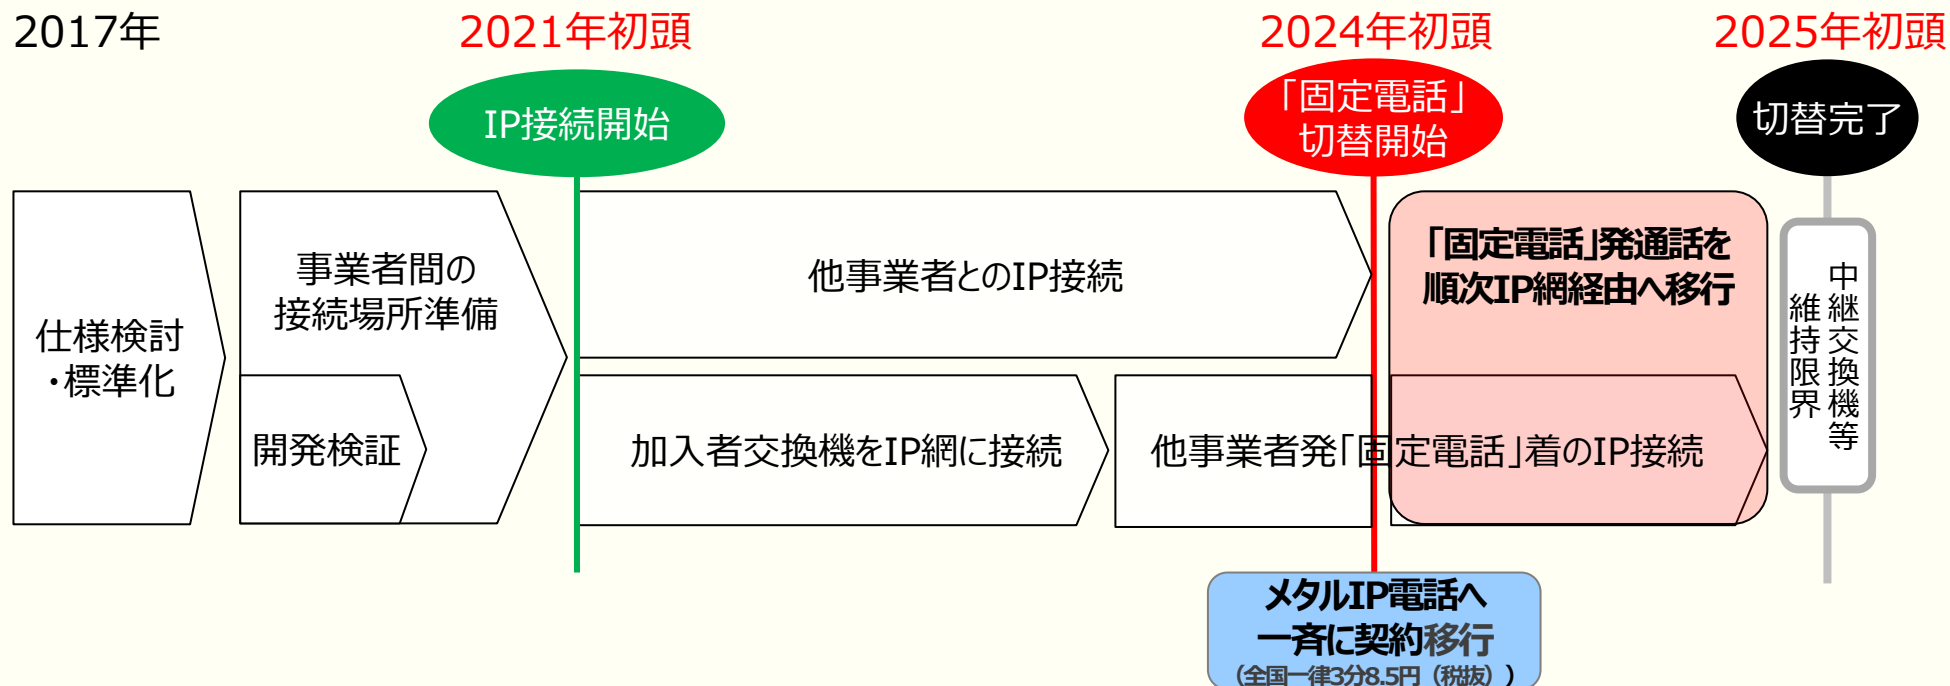 2017年
2021年初頭
2024年初頭
2025年初頭
IP接続開始
「固定電話」
切替開始
切替完了
仕様検討
・標準化
事業者間の
接続場所準備
開発検証
他事業者とのIP接続
加入者交換機をIP網に接続
他事業者発「固定電話」着のIP接続
「固定電話」発通話を
順次IP網経由へ移行
中継交換機等
維持限界
メタルIP電話へ
一斉に契約移行
（全国一律3分8.5円（税抜））